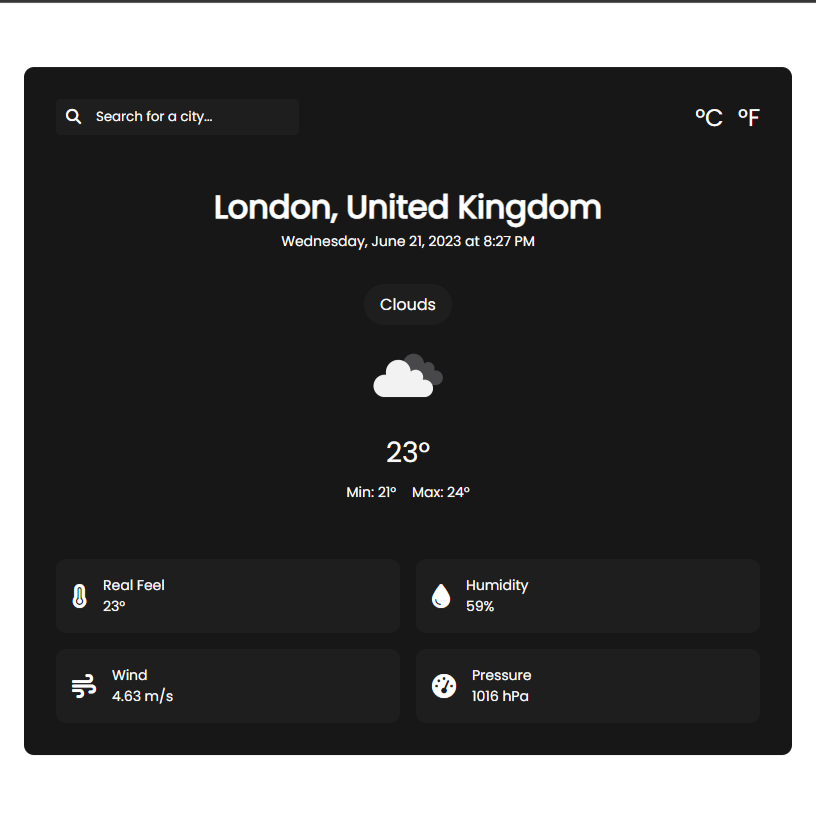 Search for a city...
°C °F
London, United Kingdom
Wednesday, June 21, 2023 at 8:27 PM
Clouds
23°
Min: 21° Max: 24°
Real Feel
23°
Humidity
59%
Wind
4.63 m/s
Pressure
1016 hPa